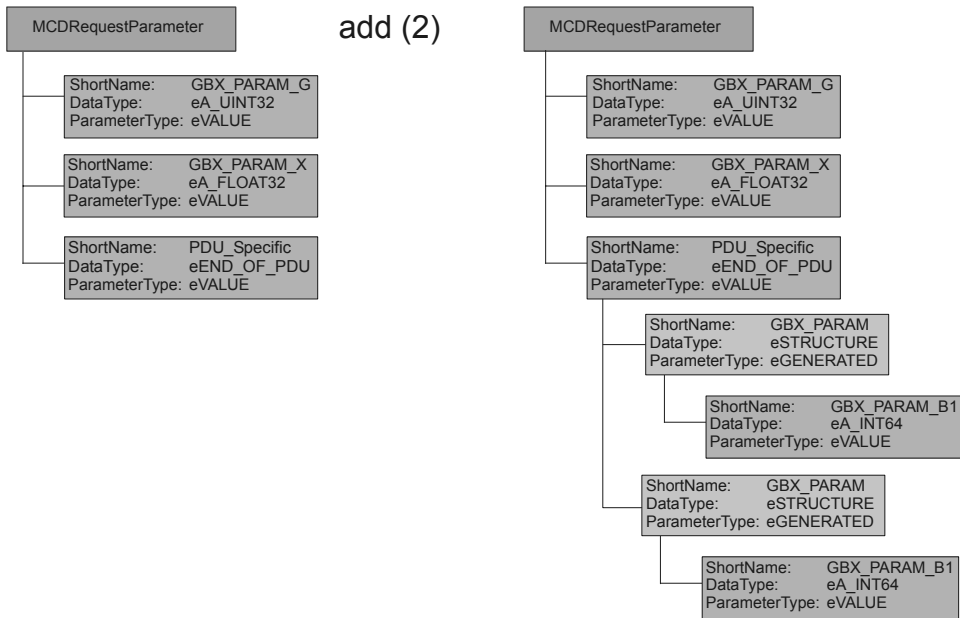 MCDRequestParameter
ShortName: GBX_PARAM_G
DataType: eA_UINT32
ParameterType: eVALUE
ShortName: GBX_PARAM_X
DataType: eA_FLOAT32
ParameterType: eVALUE
ShortName: PDU_Specific
DataType: eEND_OF_PDU
ParameterType: eVALUE
add (2)
MCDRequestParameter
ShortName: GBX_PARAM_G
DataType: eA_UINT32
ParameterType: eVALUE
ShortName: GBX_PARAM_X
DataType: eA_FLOAT32
ParameterType: eVALUE
ShortName: PDU_Specific
DataType: eEND_OF_PDU
ParameterType: eVALUE
ShortName: GBX_PARAM
DataType: eSTRUCTURE
ParameterType: eGENERATED
ShortName: GBX_PARAM_B1
DataType: eA_INT64
ParameterType: eVALUE
ShortName: GBX_PARAM
DataType: eSTRUCTURE
ParameterType: eGENERATED
ShortName: GBX_PARAM_B1
DataType: eA_INT64
ParameterType: eVALUE